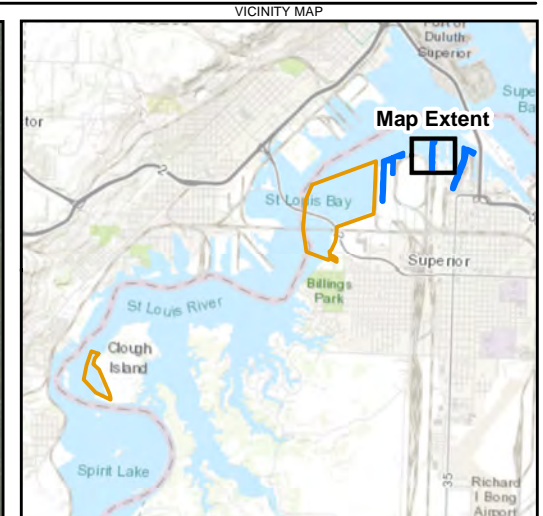 VICINITY MAP
Port of
Duluth
Superior
tor
Map Extent
Supe
Ba
2
St Louis Bay
Superior
Billings
Park
St Louis River
Clough
Island
Spirit Lake
35
Richard
I Bong
Airport